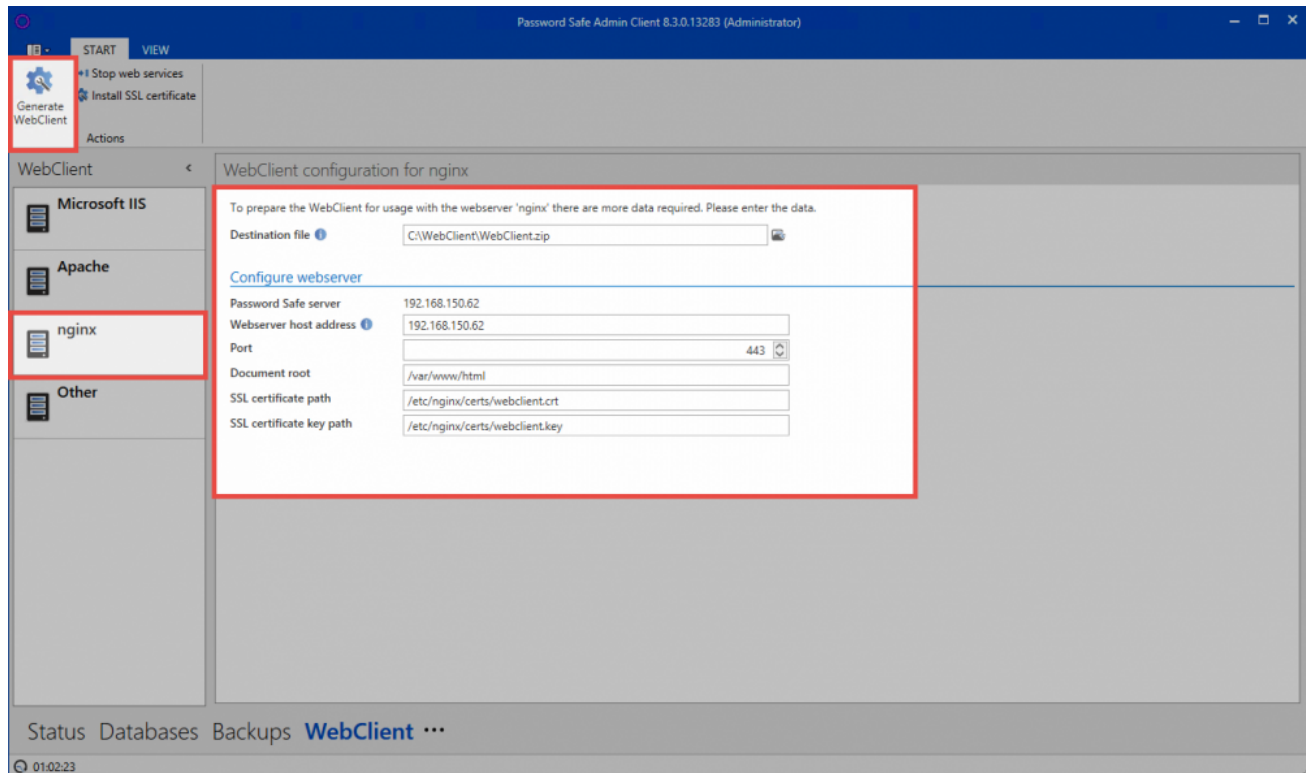 Password Safe Admin Client 8.3.0.13283 (Administrator)
START VIEW
Generate WebClient
Stop web services
Install SSL certificate
Actions
WebClient
Microsoft IIS
Apache
nginx
Other
WebClient configuration for nginx
To prepare the WebClient for usage with the webserver 'nginx' there are more data required. Please enter the data.
Destination file C:\WebClient\WebClient.zip
Configure webserver
Password Safe server 192.168.150.62
Webserver host address 192.168.150.62
Port 443
Document root /var/www/html
SSL certificate path /etc/nginx/certs/webclient.crt
SSL certificate key path /etc/nginx/certs/webclient.key
Status Databases Backups WebClient •••
01:02:23